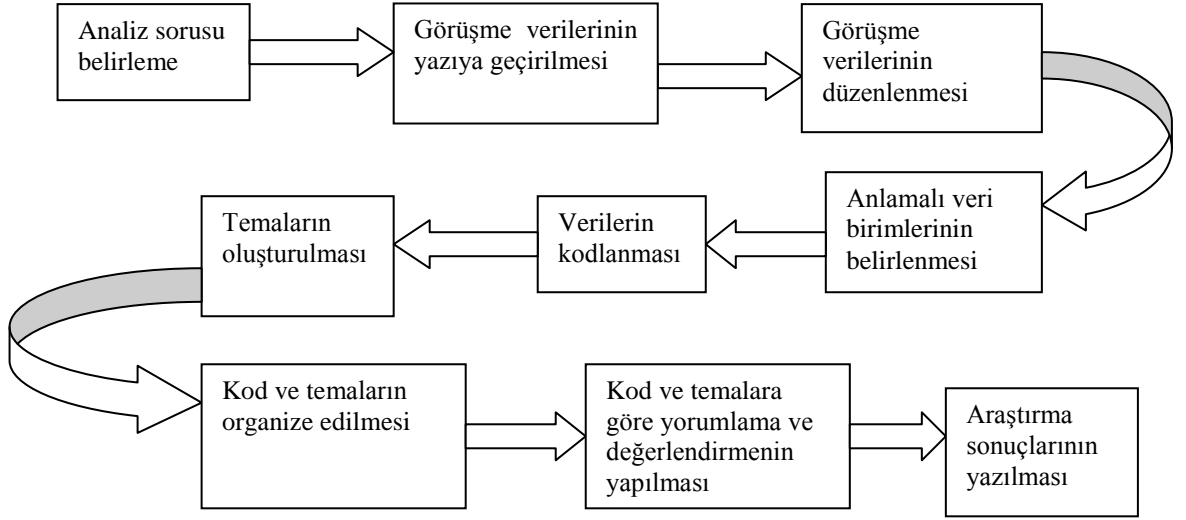 Analiz sorusu
belirleme
Görüşme verilerinin
yazıya geçirilmesi
Görüşme
verilerinin
düzenlenmesi
Anlamalı veri
birimlerinin
belirlenmesi
Verilerin
kodlanması
Temaların
oluşturulması
Kod ve temaların
organize edilmesi
Kod ve temalara
göre yorumlama ve
değerlendirmenin
yapılması
Araştırma
sonuçlarının
yazılması